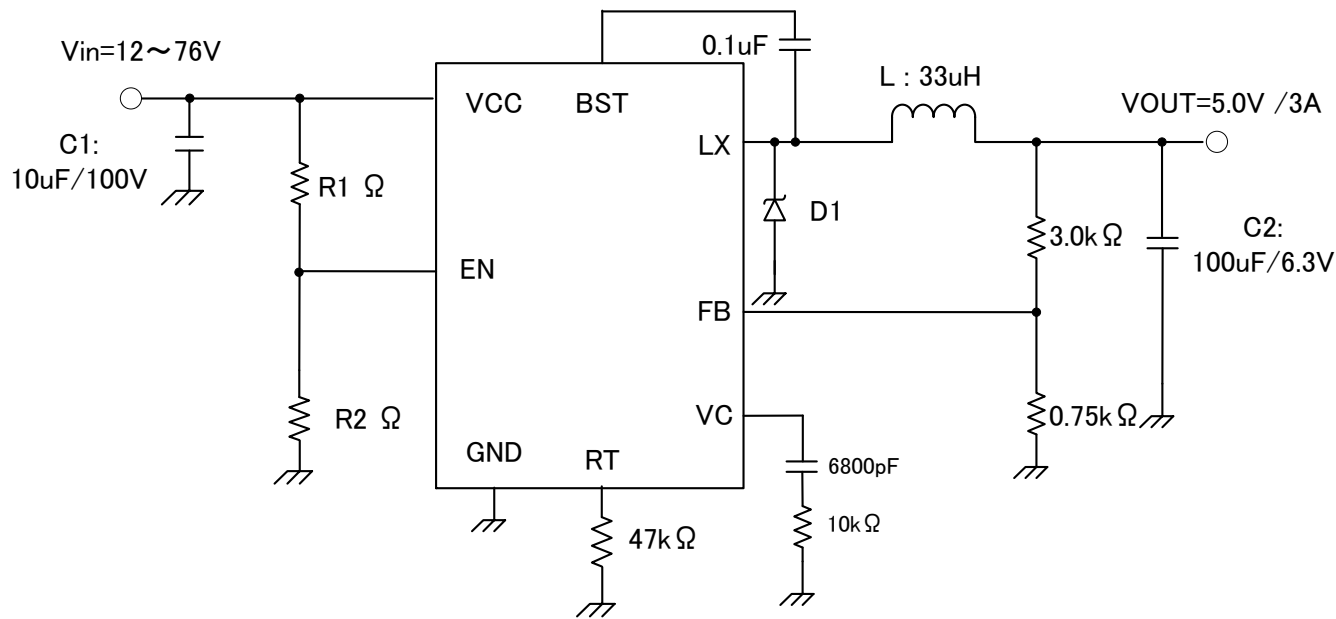 Vin=12～76V
0.1uF
L : 33uH
VOUT=5.0V /3A
VCC
BST
LX
C1:
10uF/100V
R1 Ω
D1
3.0kΩ
C2:
100uF/6.3V
EN
FB
R2 Ω
VC
0.75kΩ
GND
RT
6800pF
10kΩ
47kΩ